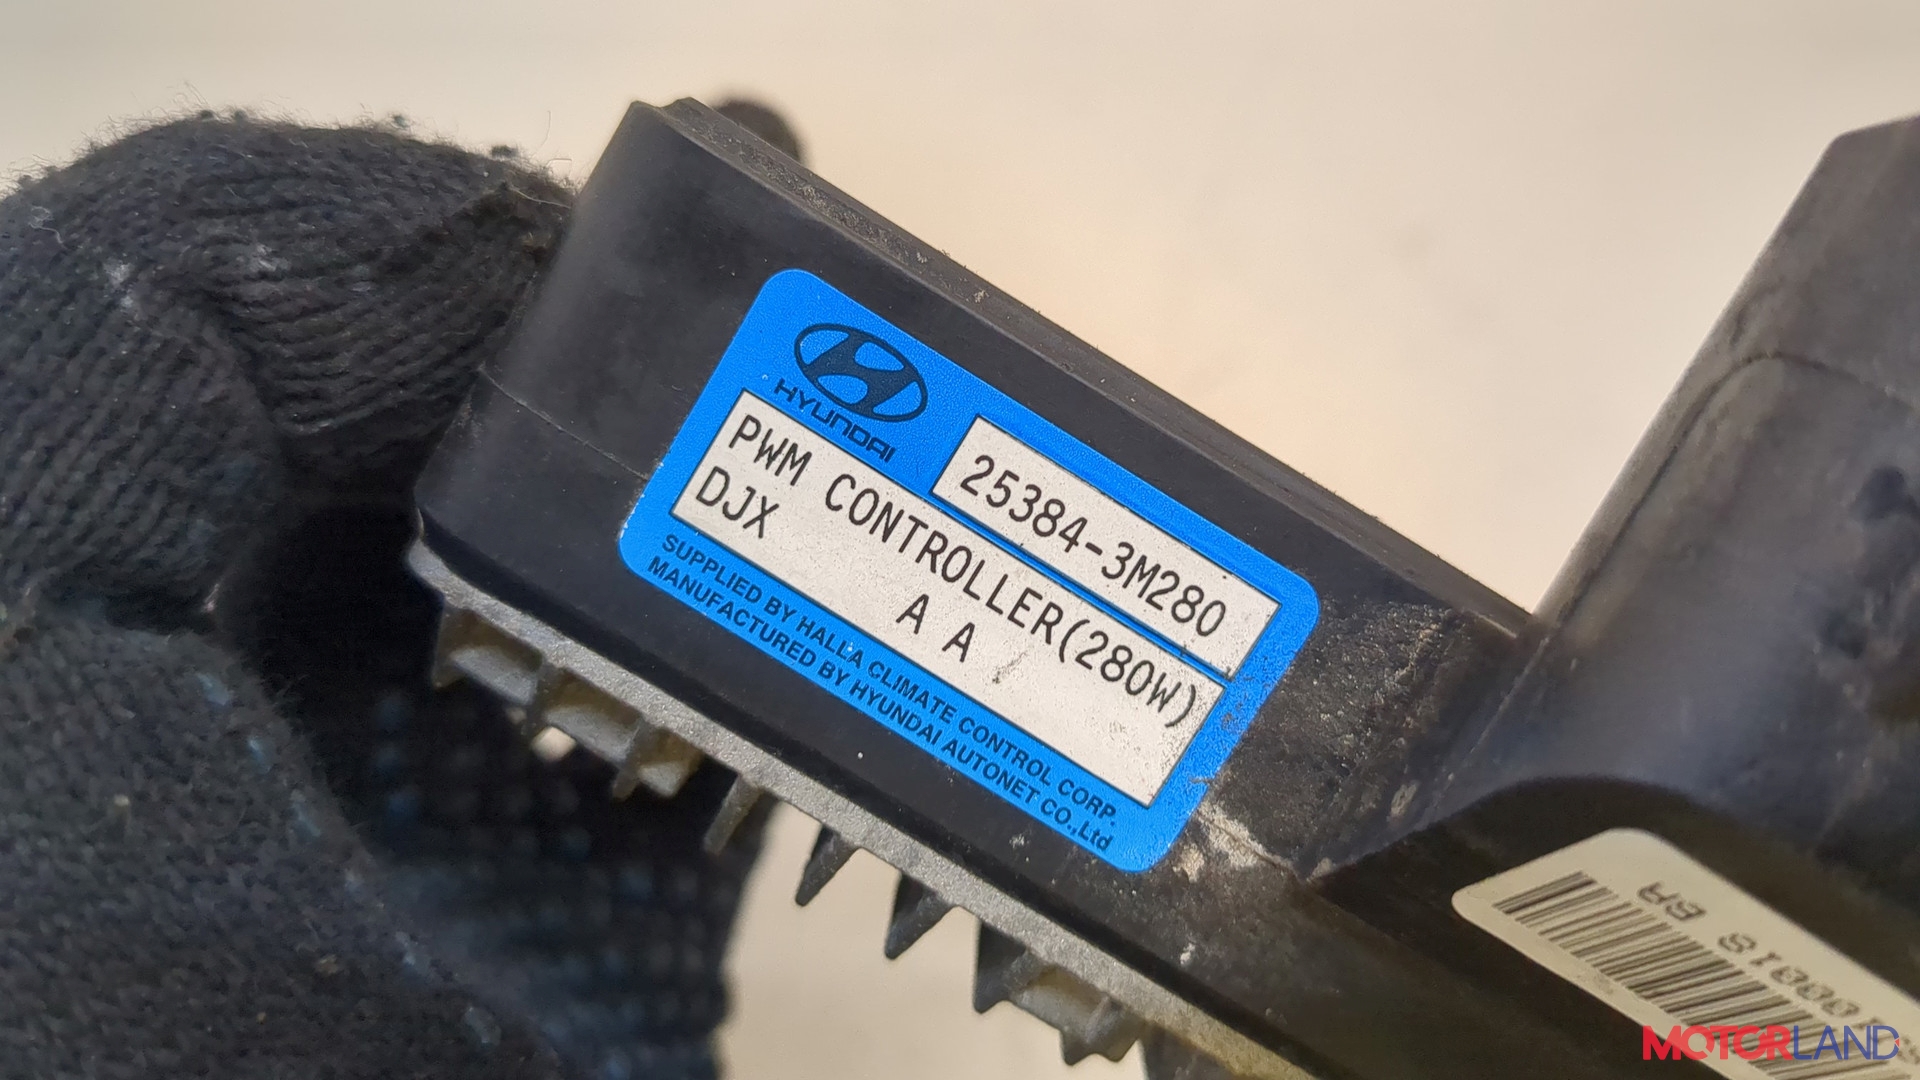 HYUNDAI
25384-3M280
PWM CONTROLLER(280W)
DJX A A
SUPPLIED BY HALLA CLIMATE CONTROL CORP.
MANUFACTURED BY HYUNDAI AUTONET CO.,Ltd
MOTORLAND